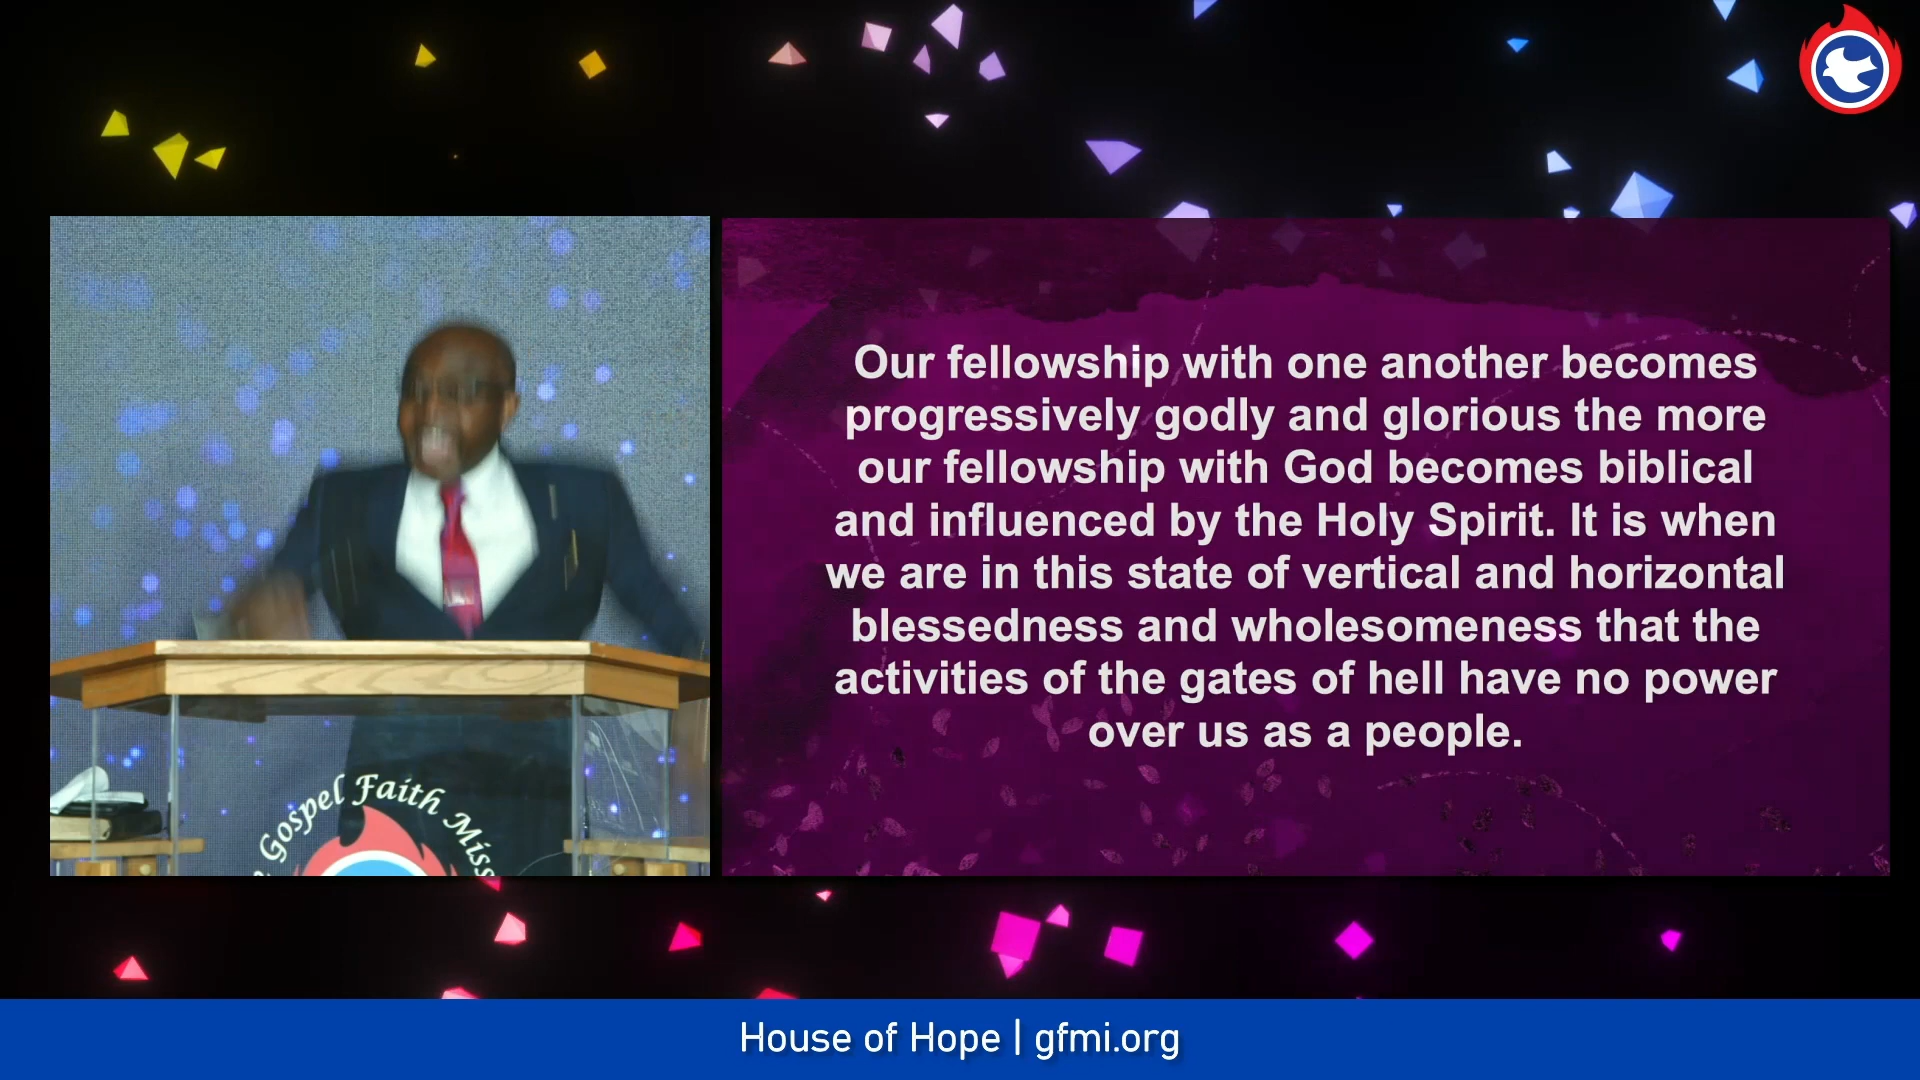 Our fellowship with one another becomes
progressively godly and glorious the more
our fellowship with God becomes biblical
and influenced by the Holy Spirit. It is when
we are in this state of vertical and horizontal
blessedness and wholesomeness that the
activities of the gates of hell have no power
over us as a people.
Gospel Faith Miss
House of Hope | gfmi.org